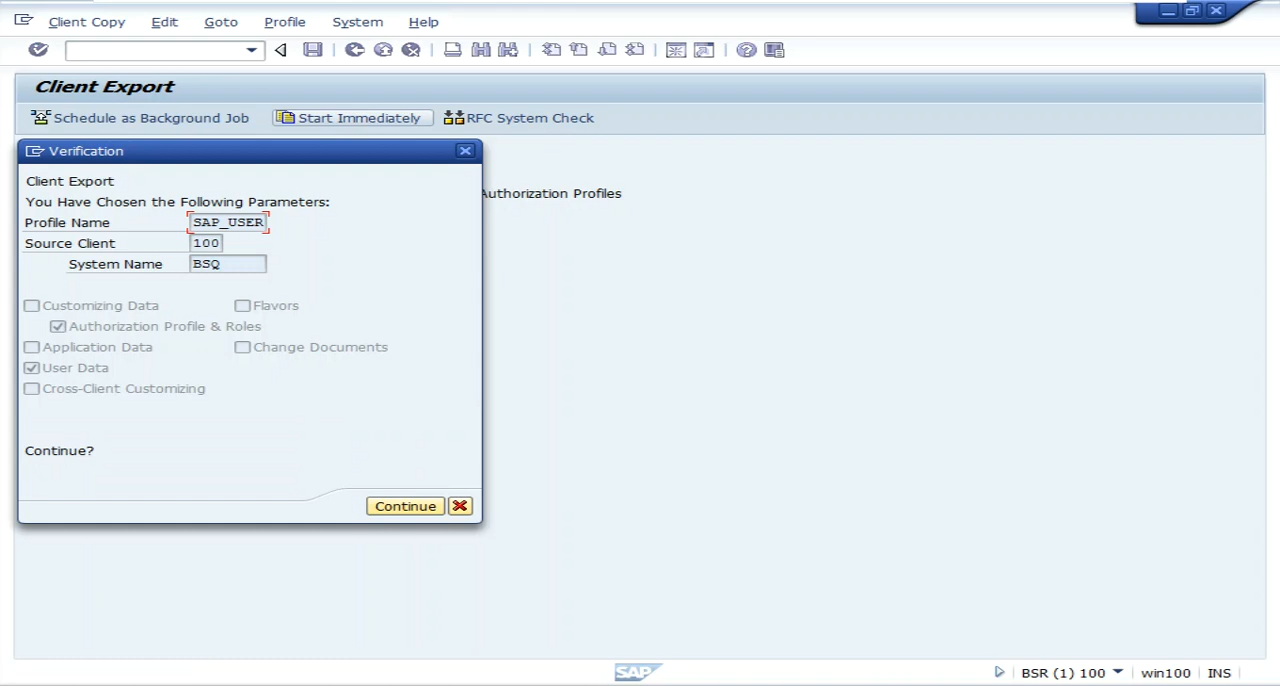 Client Copy Edit Goto Profile System Help
Client Export
Schedule as Background Job Start Immediately RFC System Check
Verification
Client Export
Authorization Profiles
You Have Chosen the Following Parameters:
Profile Name SAP_USER
Source Client 100
System Name BSQ
Customizing Data Flavors
Authorization Profile & Roles
Application Data Change Documents
User Data
Cross-Client Customizing
Continue?
Continue
SAP BSR (1) 100 win100 INS